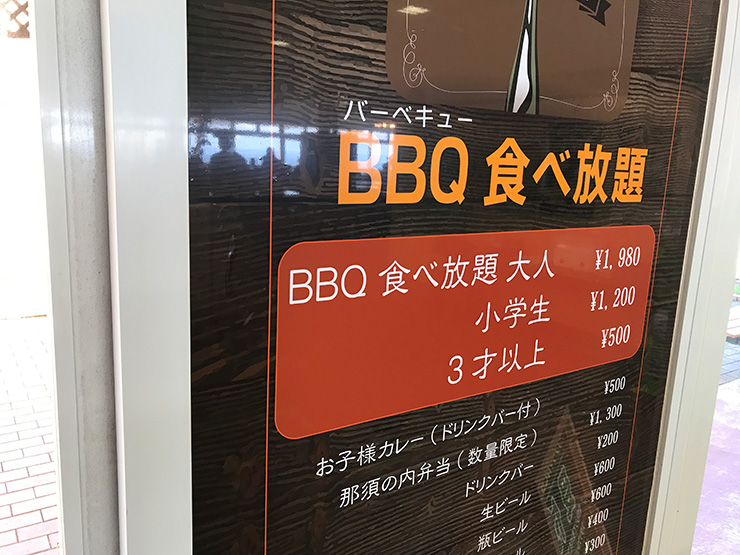 バーベキュー
BBQ 食べ放題
BBQ 食べ放題 大人 ¥1,980
小学生 ¥1,200
3才以上 ¥500
お子様カレー(ドリンクバー付) ¥500
那須の内弁当(数量限定) ¥1,300
ドリンクバー ¥200
生ビール ¥600
瓶ビール ¥600
ル ¥400
¥300